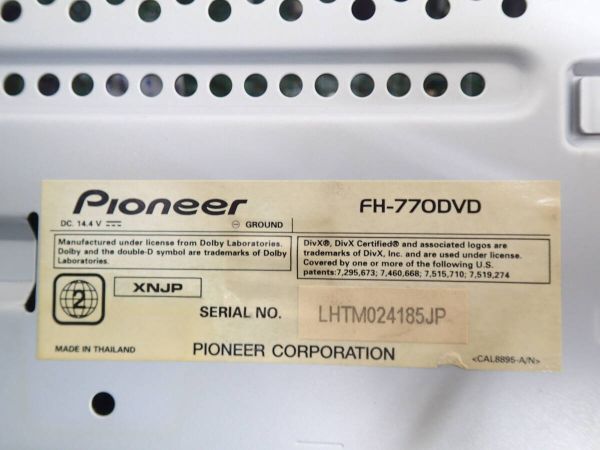 Pioneer
FH-770DVD
DC. 14.4 V ⎓
⊖ GROUND
Manufactured under license from Dolby Laboratories.
Dolby and the double-D symbol are trademarks of Dolby
Laboratories.
DivX®, DivX Certified® and associated logos are
trademarks of DivX, Inc. and are used under license.
Covered by one or more of the following U.S.
patents:7,295,673; 7,460,668; 7,515,710; 7,519,274
2
XNJP
SERIAL NO.
LHTM024185JP
MADE IN THAILAND
PIONEER CORPORATION
<CAL8895-A/N>